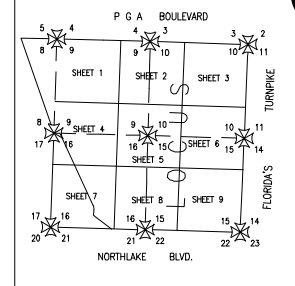 P G A BOULEVARD
5 4
8 9
4 3
9 10
3 2
10 11
SHEET 1
SHEET 2
SHEET 3
TURNPIKE
8 9
17 16
SHEET 4
9 10
16 15
SHEET 6
10 11
15 14
SHEET 5
SUCOL
FLORIDA'S
SHEET 7
SHEET 8
SHEET 9
17 16
20 21
16 15
21 22
15 14
22 23
NORTHLAKE BLVD.